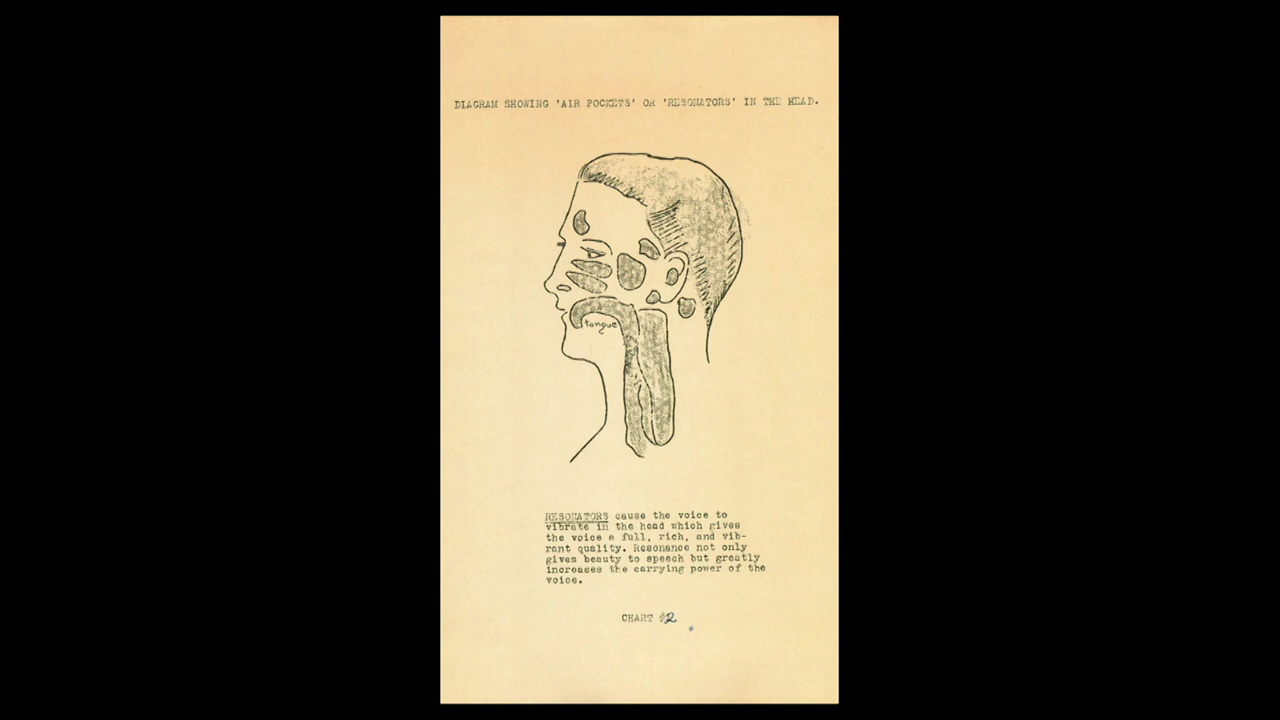 DIAGRAM SHOWING 'AIR POCKETS' OR 'RESONATORS' IN THE HEAD.
tongue
RESONATORS cause the voice to
vibrate in the head which gives
the voice a full, rich, and vib-
rant quality. Resonance not only
gives beauty to speech but greatly
increases the carrying power of the
voice.
CHART #2